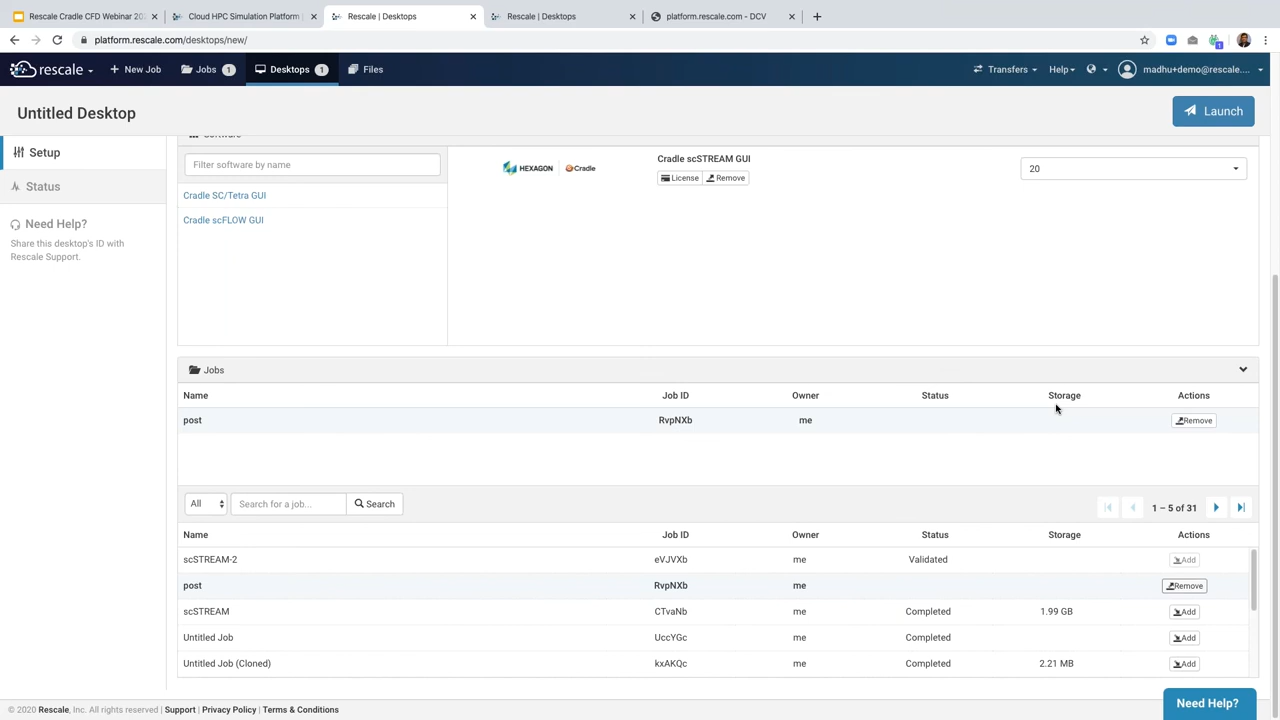 Rescale Cradle CFD Webinar 202
Cloud HPC Simulation Platform |
Rescale | Desktops
Rescale | Desktops
platform.rescale.com - DCV
platform.rescale.com/desktops/new/
1
rescale
New Job
Jobs 1
Desktops 1
Files
Transfers
Help
madhu+demo@rescale....
Untitled Desktop
Launch
Setup
Status
Need Help?
Share this desktop's ID with
Rescale Support.
Software
Filter software by name
Cradle SC/Tetra GUI
Cradle scFLOW GUI
HEXAGON Cradle
Cradle scSTREAM GUI
License Remove
20
Jobs
Name Job ID Owner Status Storage Actions
post RvpNXb me Remove
All Search for a job... Search 1 – 5 of 31
Name Job ID Owner Status Storage Actions
scSTREAM-2 eVJVXb me Validated Add
post RvpNXb me Remove
scSTREAM CTvaNb me Completed 1.99 GB Add
Untitled Job UccYGc me Completed Add
Untitled Job (Cloned) kxAKQc me Completed 2.21 MB Add
© 2020 Rescale, Inc. All rights reserved | Support | Privacy Policy | Terms & Conditions
Need Help?